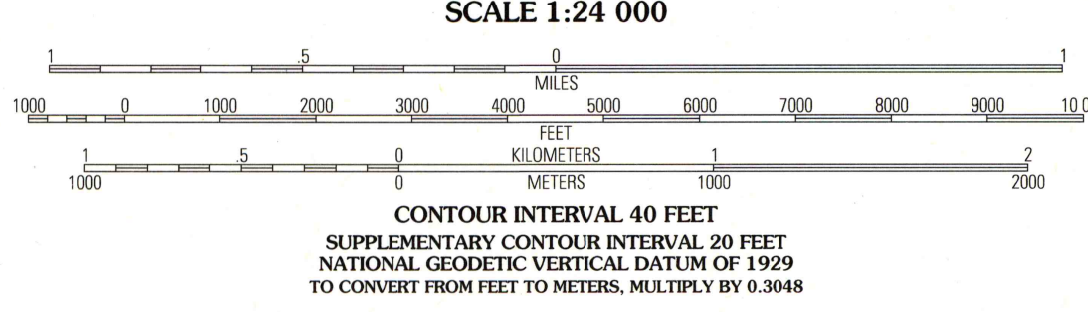 SCALE 1:24 000
1 .5 0 1
MILES
1000 0 1000 2000 3000 4000 5000 6000 7000 8000 9000 10 0
FEET
1 .5 0 KILOMETERS 1 2
1000 0 METERS 1000 2000
CONTOUR INTERVAL 40 FEET
SUPPLEMENTARY CONTOUR INTERVAL 20 FEET
NATIONAL GEODETIC VERTICAL DATUM OF 1929
TO CONVERT FROM FEET TO METERS, MULTIPLY BY 0.3048